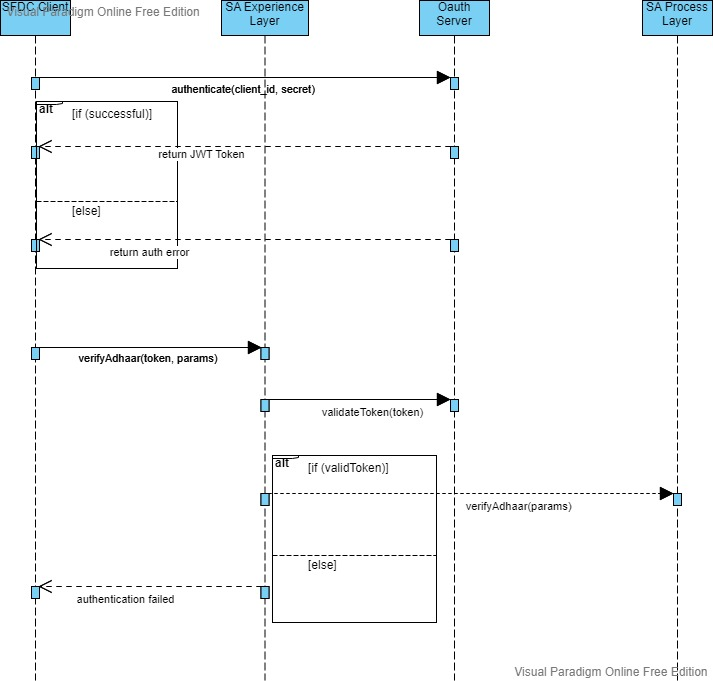 Visual Paradigm Online Free Edition
SFDC Client
SA Experience
Layer
Oauth
Server
SA Process
Layer
authenticate(client_id, secret)
alt
[if (successful)]
return JWT Token
[else]
return auth error
verifyAdhaar(token, params)
validateToken(token)
alt
[if (validToken)]
verifyAdhaar(params)
[else]
authentication failed
Visual Paradigm Online Free Edition